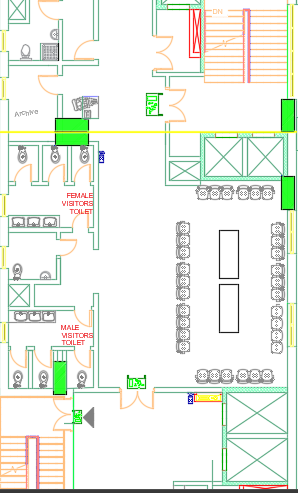 DN
Archive
FEMALE
VISITORS
TOILET
MALE
VISITORS
TOILET